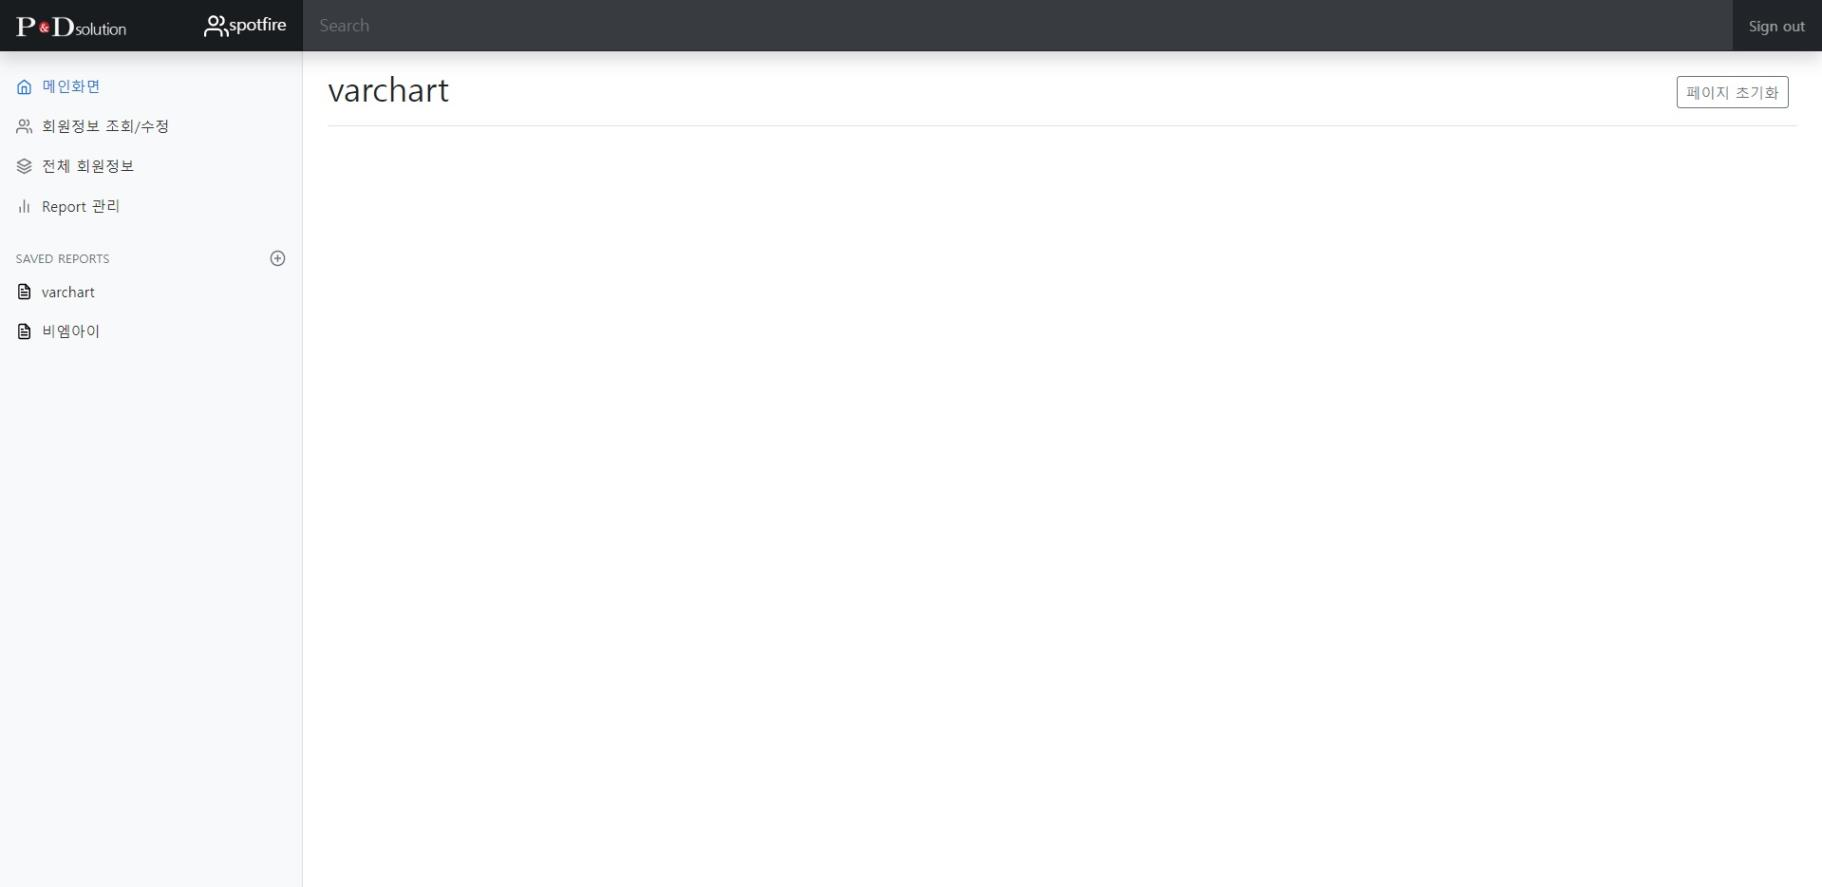 P&Dsolution
spotfire
Search
Sign out
메인화면
회원정보 조회/수정
전체 회원정보
Report 관리
SAVED REPORTS
varchart
비엠아이
varchart
페이지 초기화